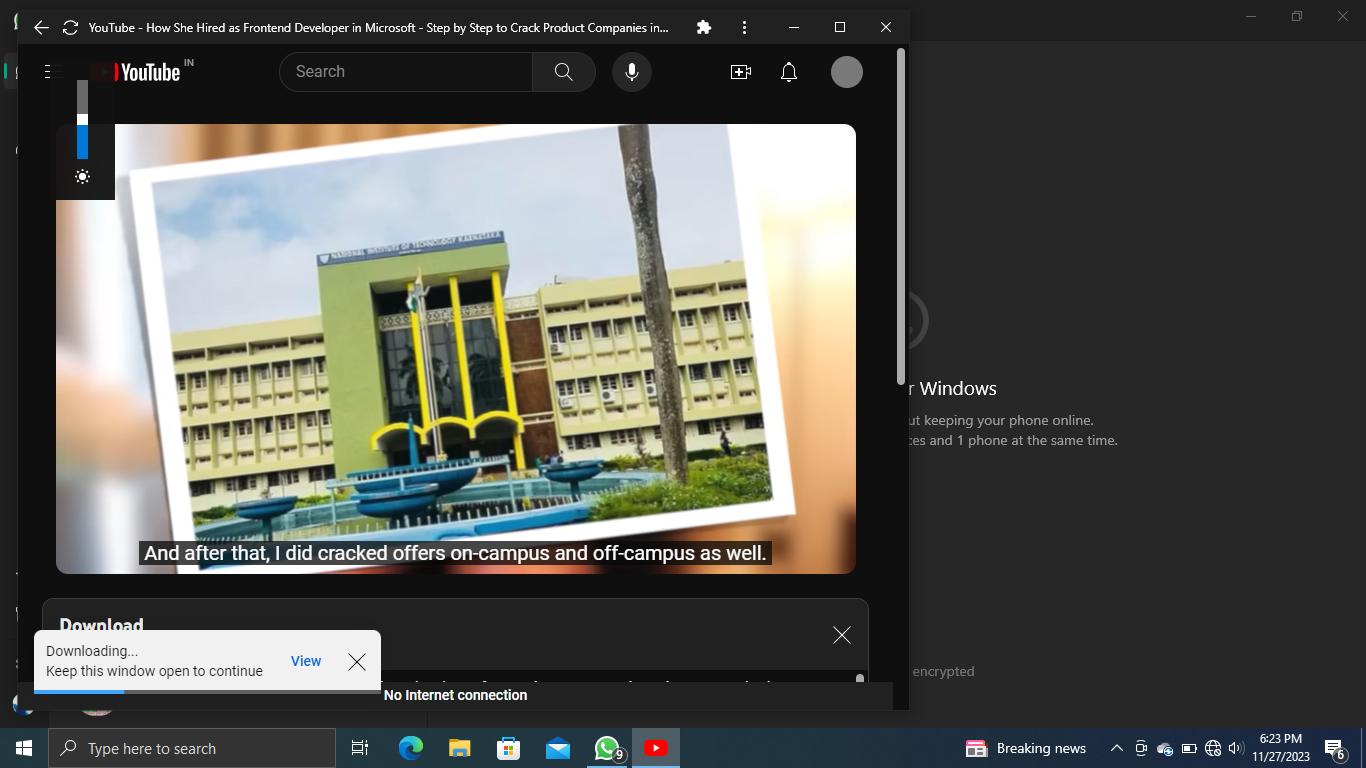 YouTube - How She Hired as Frontend Developer in Microsoft - Step by Step to Crack Product Companies in...
YouTube IN
Search
NATIONAL INSTITUTE OF TECHNOLOGY KARNATAKA
And after that, I did cracked offers on-campus and off-campus as well.
r Windows
ut keeping your phone online.
ces and 1 phone at the same time.
Download
Downloading...
Keep this window open to continue
View
No Internet connection
encrypted
Type here to search
9
Breaking news
6:23 PM
11/27/2023
6